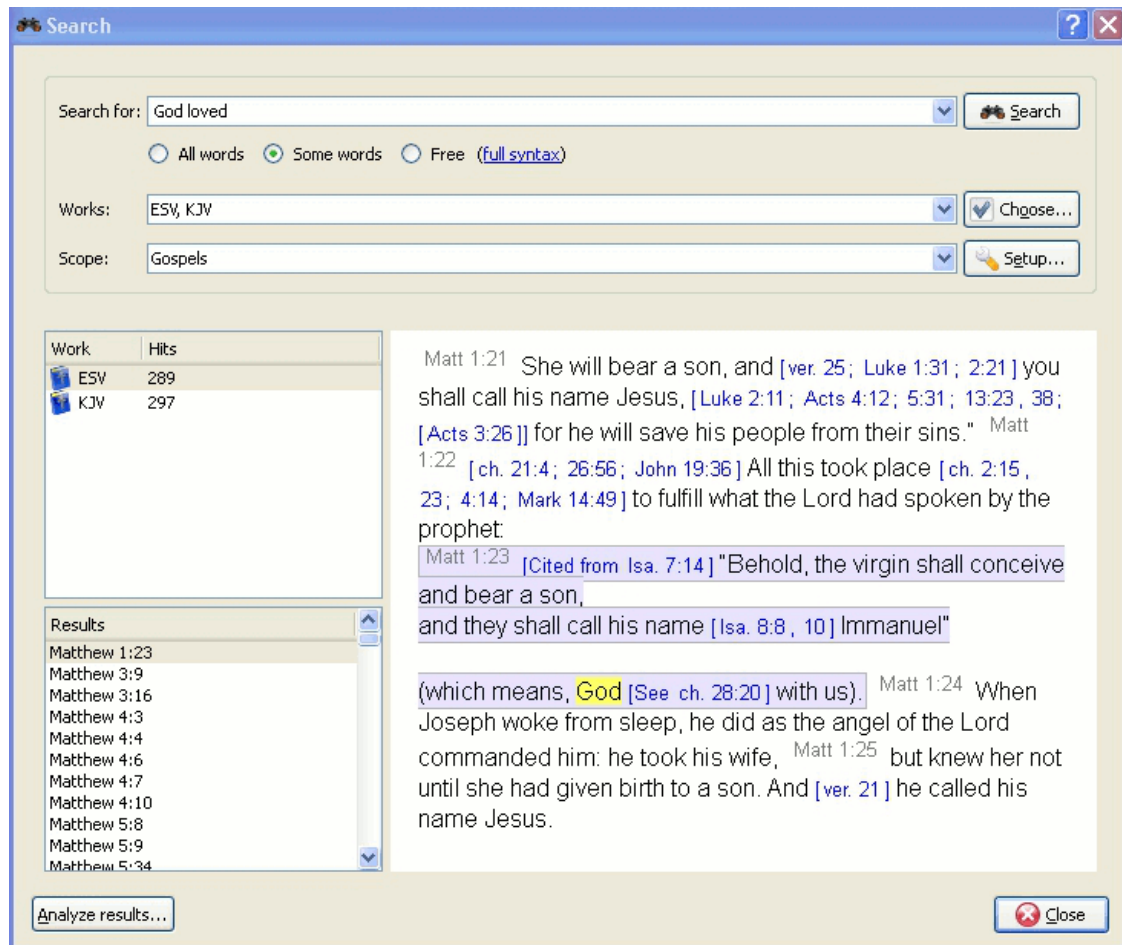 Search
Search for: God loved Search
All words Some words Free (full syntax)
Works: ESV, KJV Choose...
Scope: Gospels Setup...
Work Hits
ESV 289
KJV 297
Results
Matthew 1:23
Matthew 3:9
Matthew 3:16
Matthew 4:3
Matthew 4:4
Matthew 4:6
Matthew 4:7
Matthew 4:10
Matthew 5:8
Matthew 5:9
Matthew 5:34
Matt 1:21 She will bear a son, and [ver. 25; Luke 1:31; 2:21] you
shall call his name Jesus, [Luke 2:11; Acts 4:12; 5:31; 13:23, 38;
[Acts 3:26]] for he will save his people from their sins." Matt
1:22 [ch. 21:4; 26:56; John 19:36] All this took place [ch. 2:15,
23; 4:14; Mark 14:49] to fulfill what the Lord had spoken by the
prophet:
Matt 1:23 [Cited from Isa. 7:14] "Behold, the virgin shall conceive
and bear a son,
and they shall call his name [Isa. 8:8, 10] Immanuel"
(which means, God [See ch. 28:20] with us). Matt 1:24 When
Joseph woke from sleep, he did as the angel of the Lord
commanded him: he took his wife, Matt 1:25 but knew her not
until she had given birth to a son. And [ver. 21] he called his
name Jesus.
Analyze results... Close